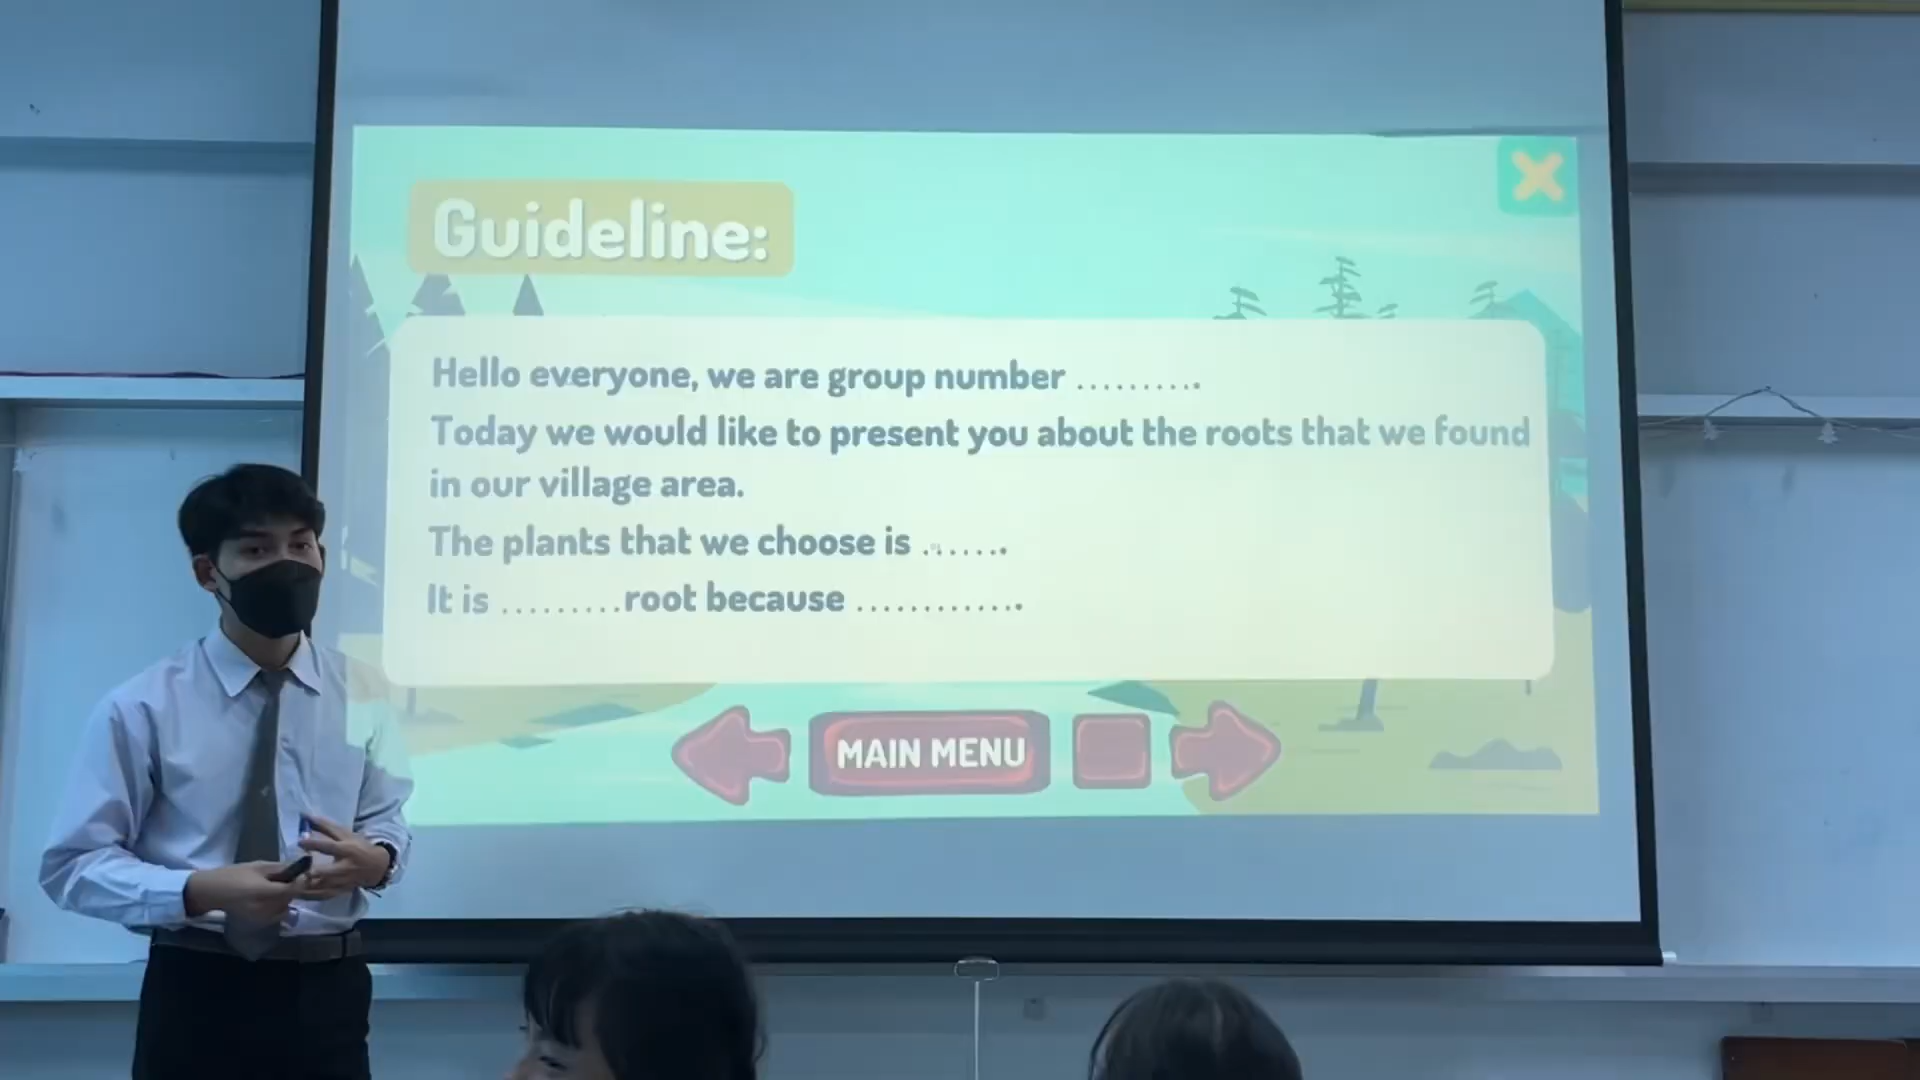 Guideline:
Hello everyone, we are group number ..........
Today we would like to present you about the roots that we found
in our village area.
The plants that we choose is .......
It is .........root because .............
MAIN MENU